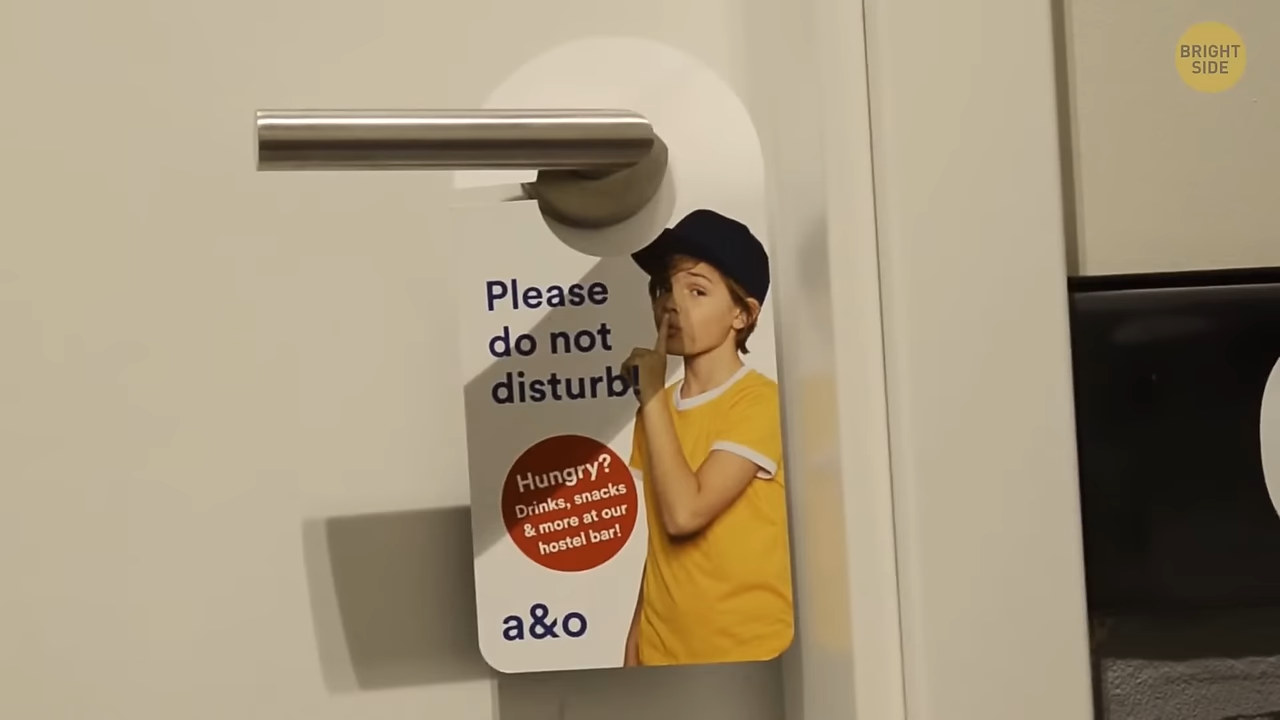 BRIGHT
SIDE
Please
do not
disturb!
Hungry?
Drinks, snacks
& more at our
hostel bar!
a&o